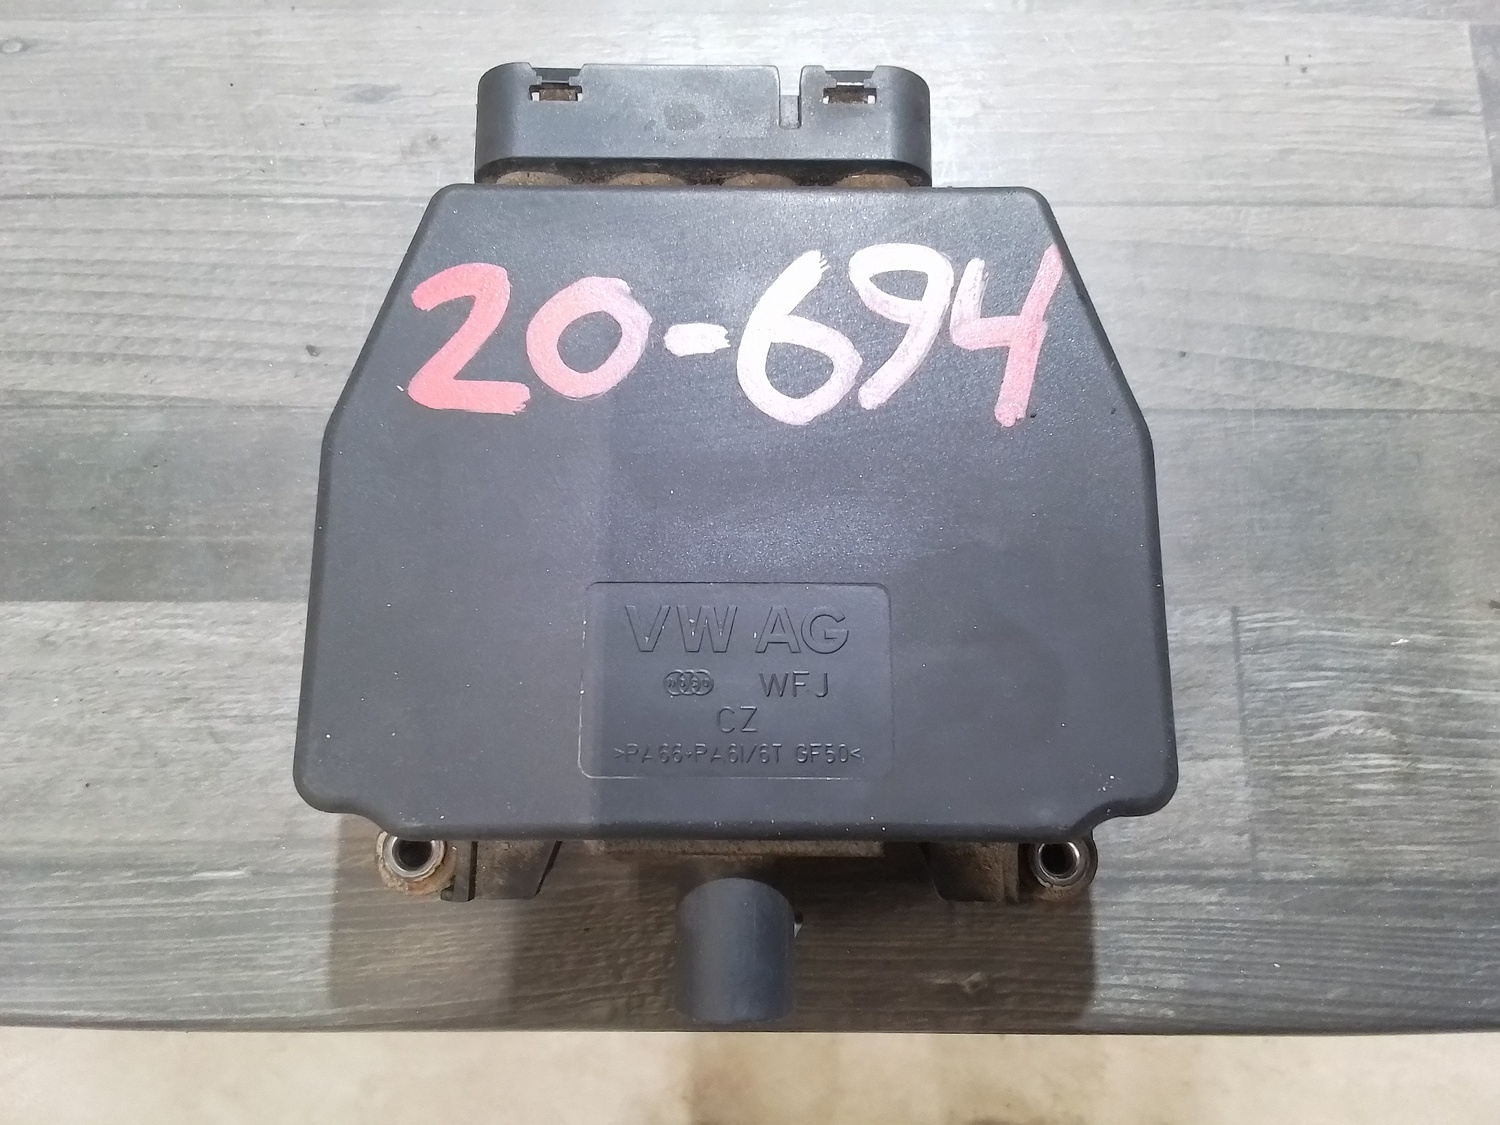 20-694
VW AG
WFJ
CZ
>PA66+PA6I/6T GF50<